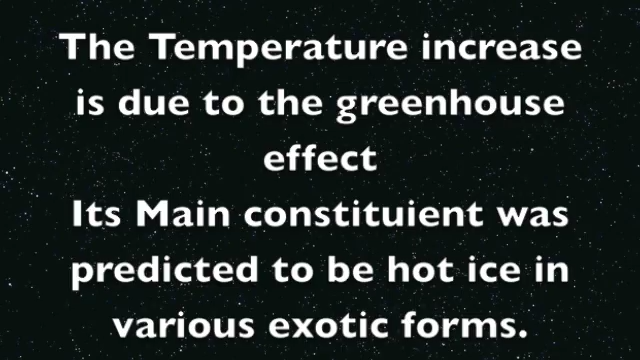 The Temperature increase
is due to the greenhouse
effect
Its Main constituient was
predicted to be hot ice in
various exotic forms.